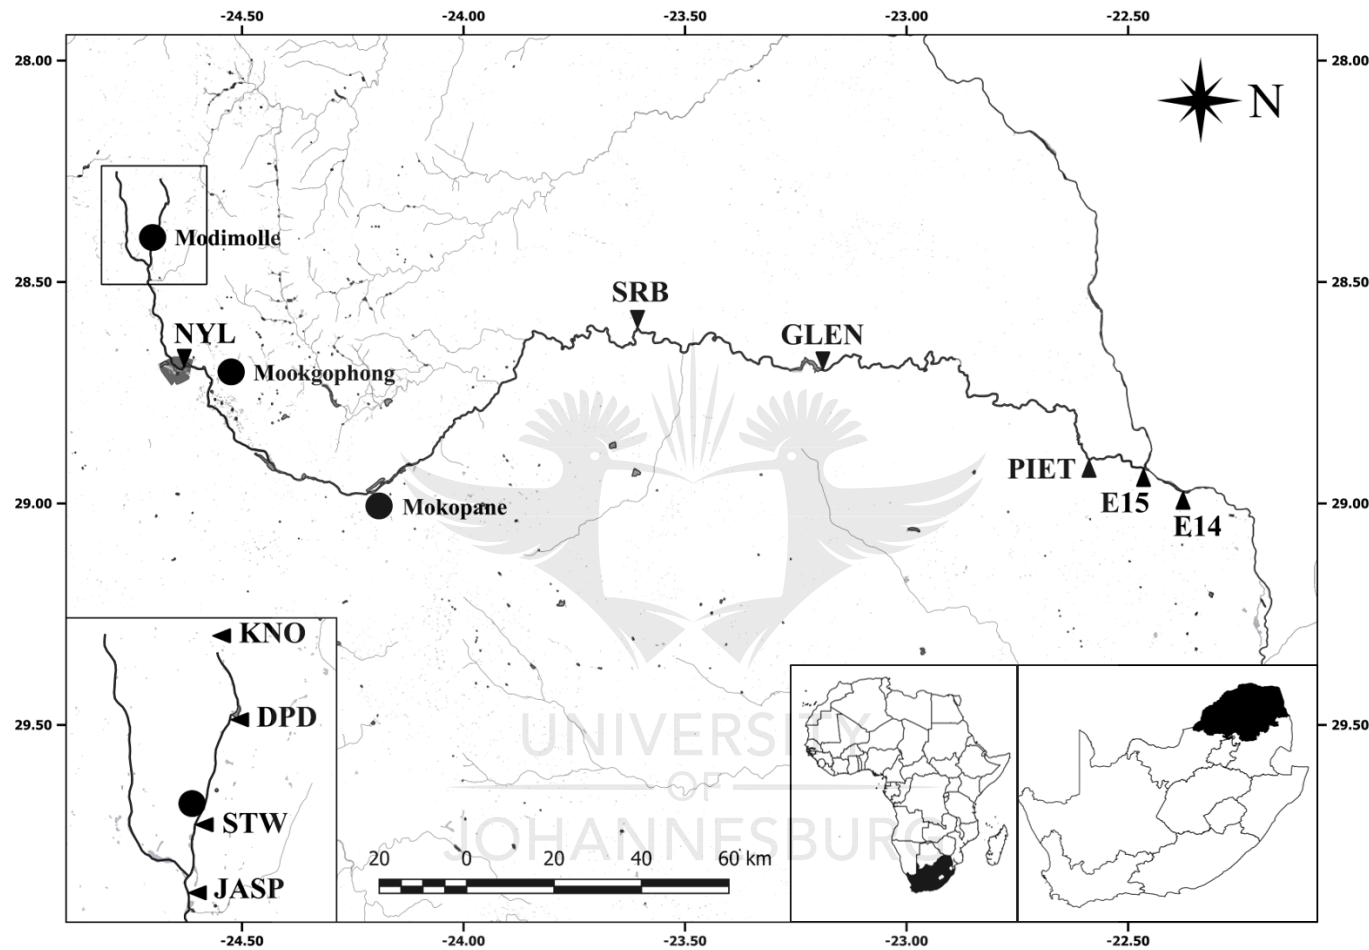 -24.50 -24.00 -23.50 -23.00 -22.50
28.00 28.00
N
Modimolle
28.50 28.50
SRB
NYL
GLEN
Mookgophong
PIET
29.00 29.00
Mokopane
E15
E14
KNO
DPD
29.50 29.50
UNIVERSITY
OF
JOHANNESBURG
STW
20 0 20 40 60 km
JASP
-24.50 -24.00 -23.50 -23.00 -22.50